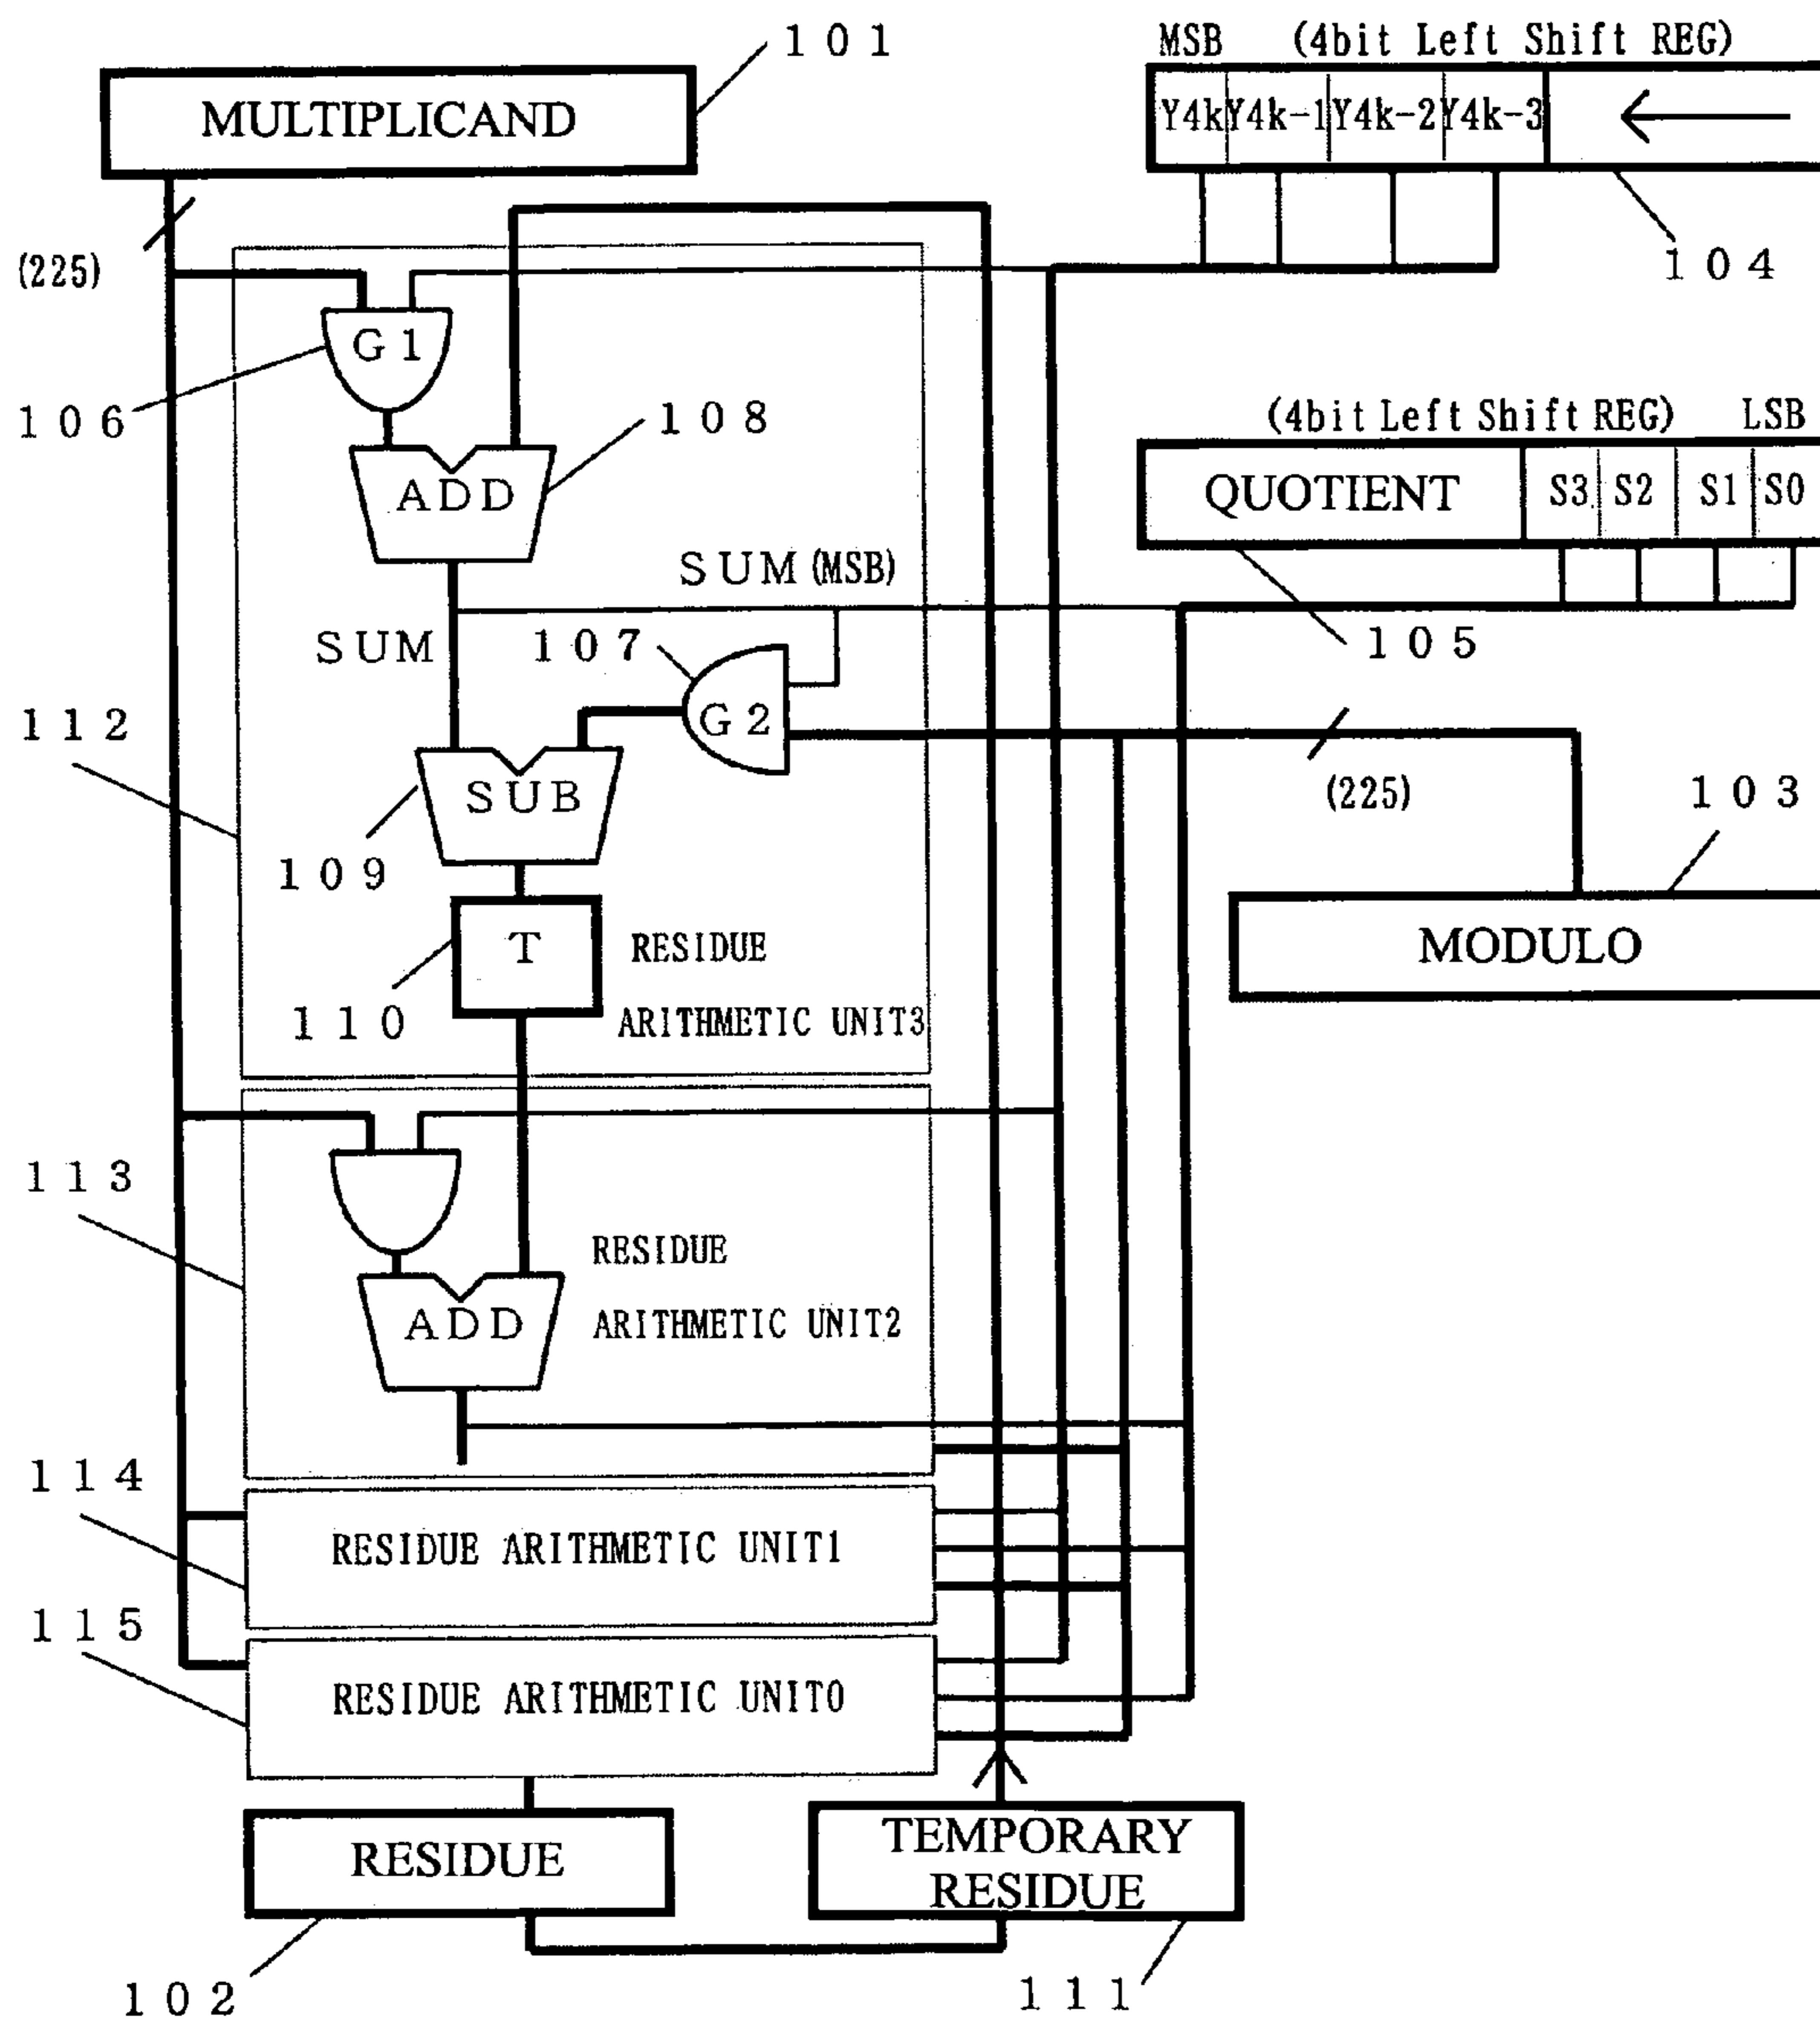 101
MSB (4bit Left Shift REG)
MULTIPLICAND
Y4k Y4k-1 Y4k-2 Y4k-3
(225)
104
G1
106
108
(4bit Left Shift REG) LSB
ADD
QUOTIENT S3 S2 S1 S0
SUM (MSB)
SUM
107
105
G2
112
(225)
103
SUB
109
MODULO
T
RESIDUE
110
ARITHMETIC UNIT3
113
RESIDUE
ADD
ARITHMETIC UNIT2
114
RESIDUE ARITHMETIC UNIT1
115
RESIDUE ARITHMETIC UNIT0
RESIDUE
TEMPORARY
RESIDUE
102
111